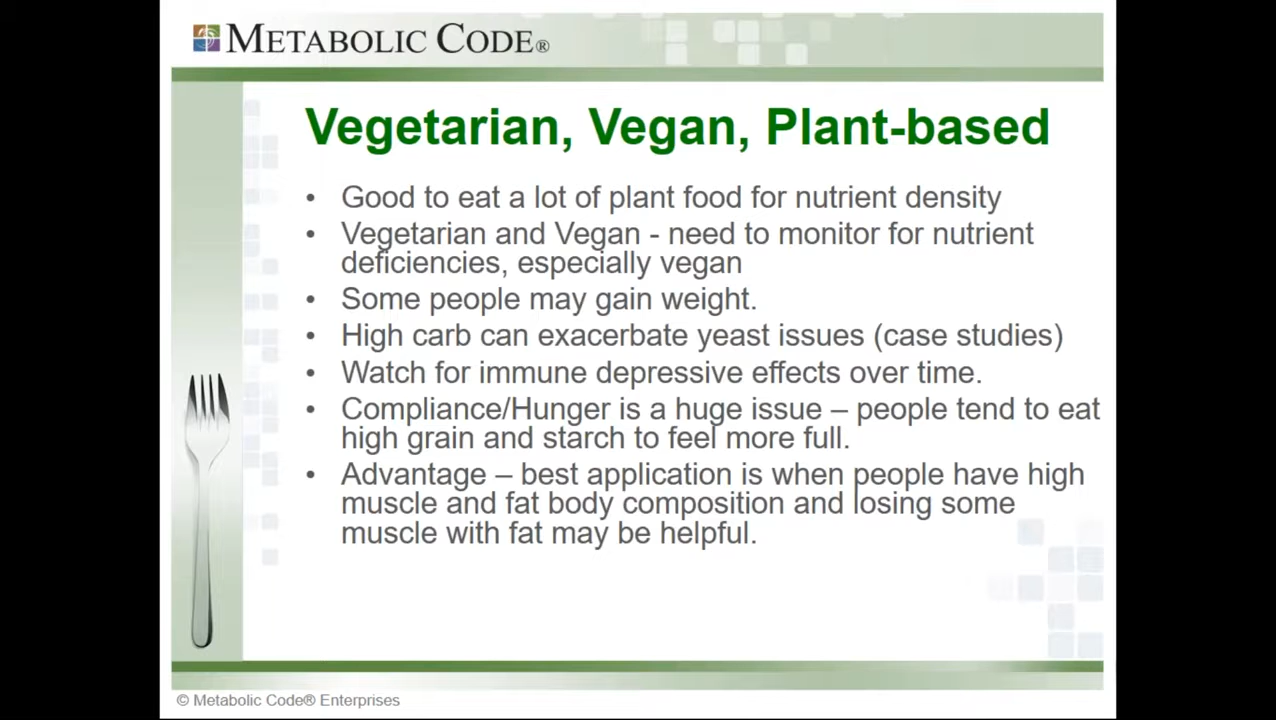 METABOLIC CODE®
Vegetarian, Vegan, Plant-based
• Good to eat a lot of plant food for nutrient density
• Vegetarian and Vegan - need to monitor for nutrient
deficiencies, especially vegan
• Some people may gain weight.
• High carb can exacerbate yeast issues (case studies)
• Watch for immune depressive effects over time.
• Compliance/Hunger is a huge issue – people tend to eat
high grain and starch to feel more full.
• Advantage – best application is when people have high
muscle and fat body composition and losing some
muscle with fat may be helpful.
© Metabolic Code® Enterprises